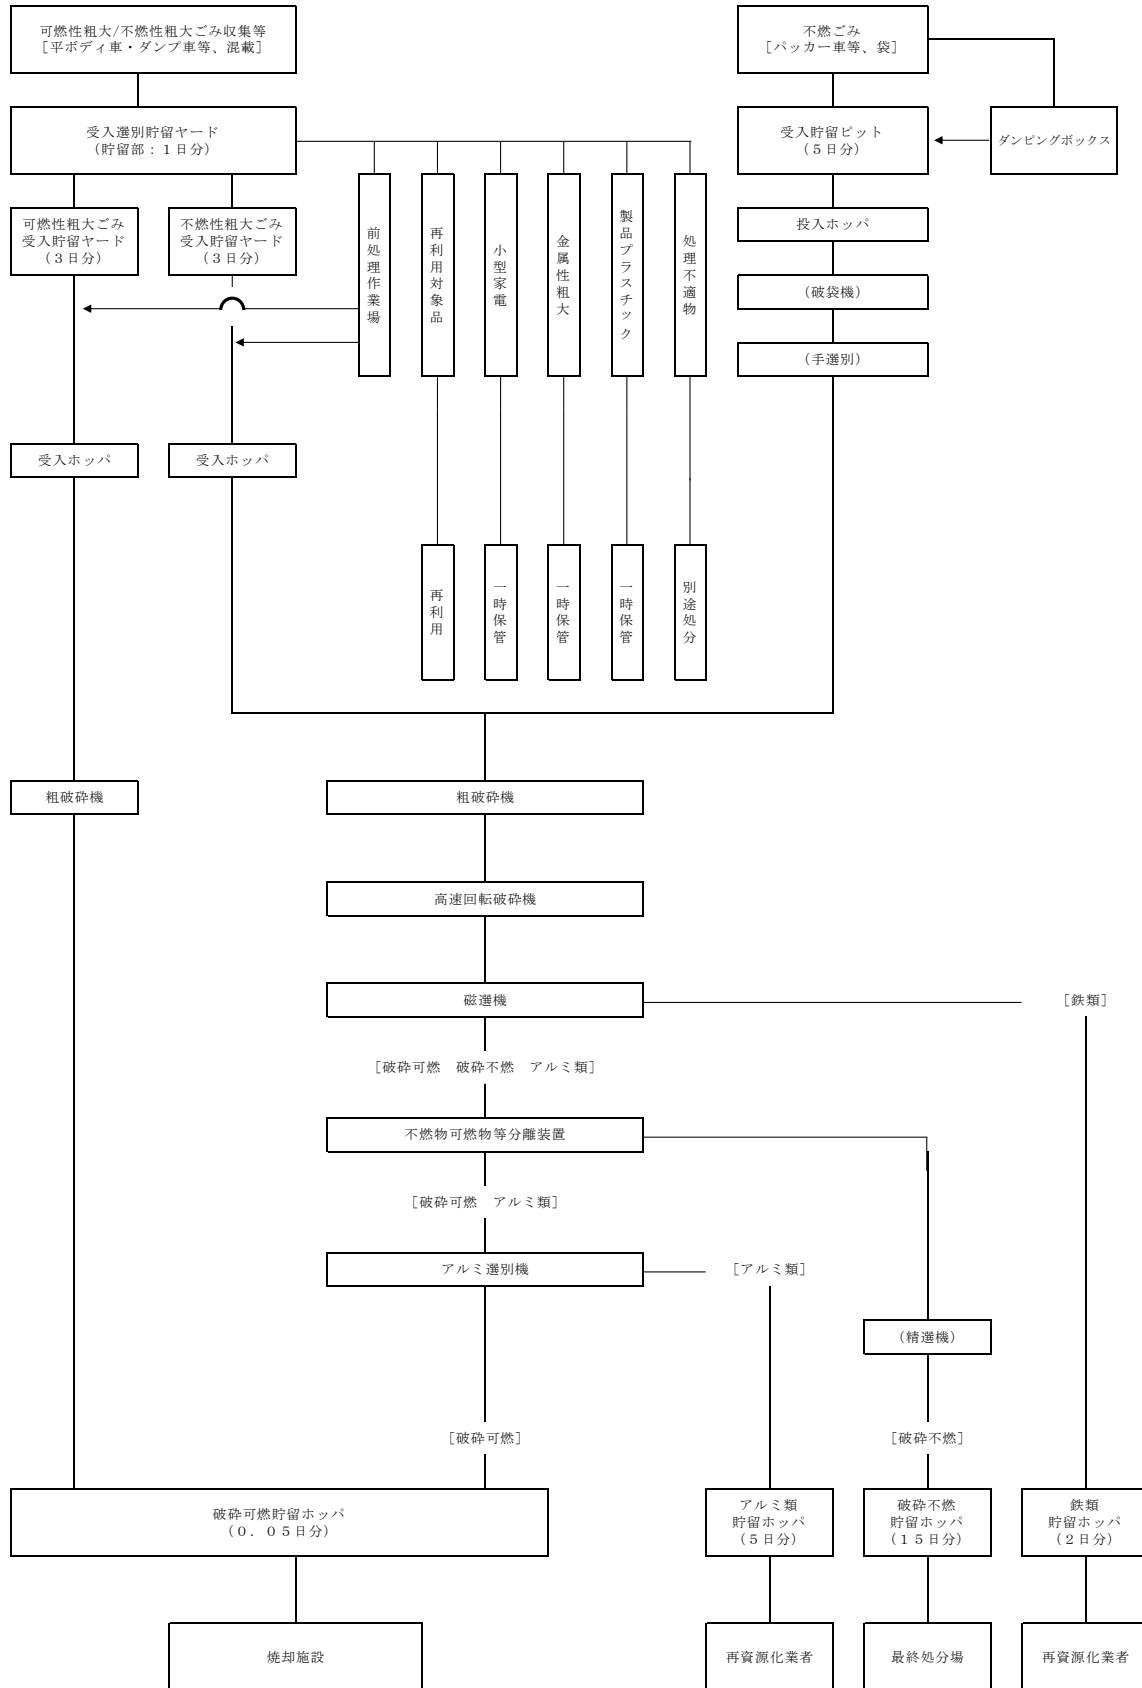 可燃性粗大/不燃性粗大ごみ収集等
［平ボディ車・ダンプ車等、混載］
不燃ごみ
［パッカー車等、袋］
受入選別貯留ヤード
（貯留部：１日分）
受入貯留ピット
（５日分）
ダンピングボックス
可燃性粗大ごみ
受入貯留ヤード
（３日分）
不燃性粗大ごみ
受入貯留ヤード
（３日分）
前処理作業場
再利用対象品
小型家電
金属性粗大
製品プラスチック
処理不適物
投入ホッパ
（破袋機）
（手選別）
受入ホッパ
受入ホッパ
再利用
一時保管
一時保管
一時保管
別途処分
粗破砕機
粗破砕機
高速回転破砕機
磁選機
［鉄類］
［破砕可燃　破砕不燃　アルミ類］
不燃物可燃物等分離装置
［破砕可燃　アルミ類］
アルミ選別機
［アルミ類］
（精選機）
［破砕可燃］
［破砕不燃］
破砕可燃貯留ホッパ
（０．０５日分）
アルミ類
貯留ホッパ
（５日分）
破砕不燃
貯留ホッパ
（１５日分）
鉄類
貯留ホッパ
（２日分）
焼却施設
再資源化業者
最終処分場
再資源化業者